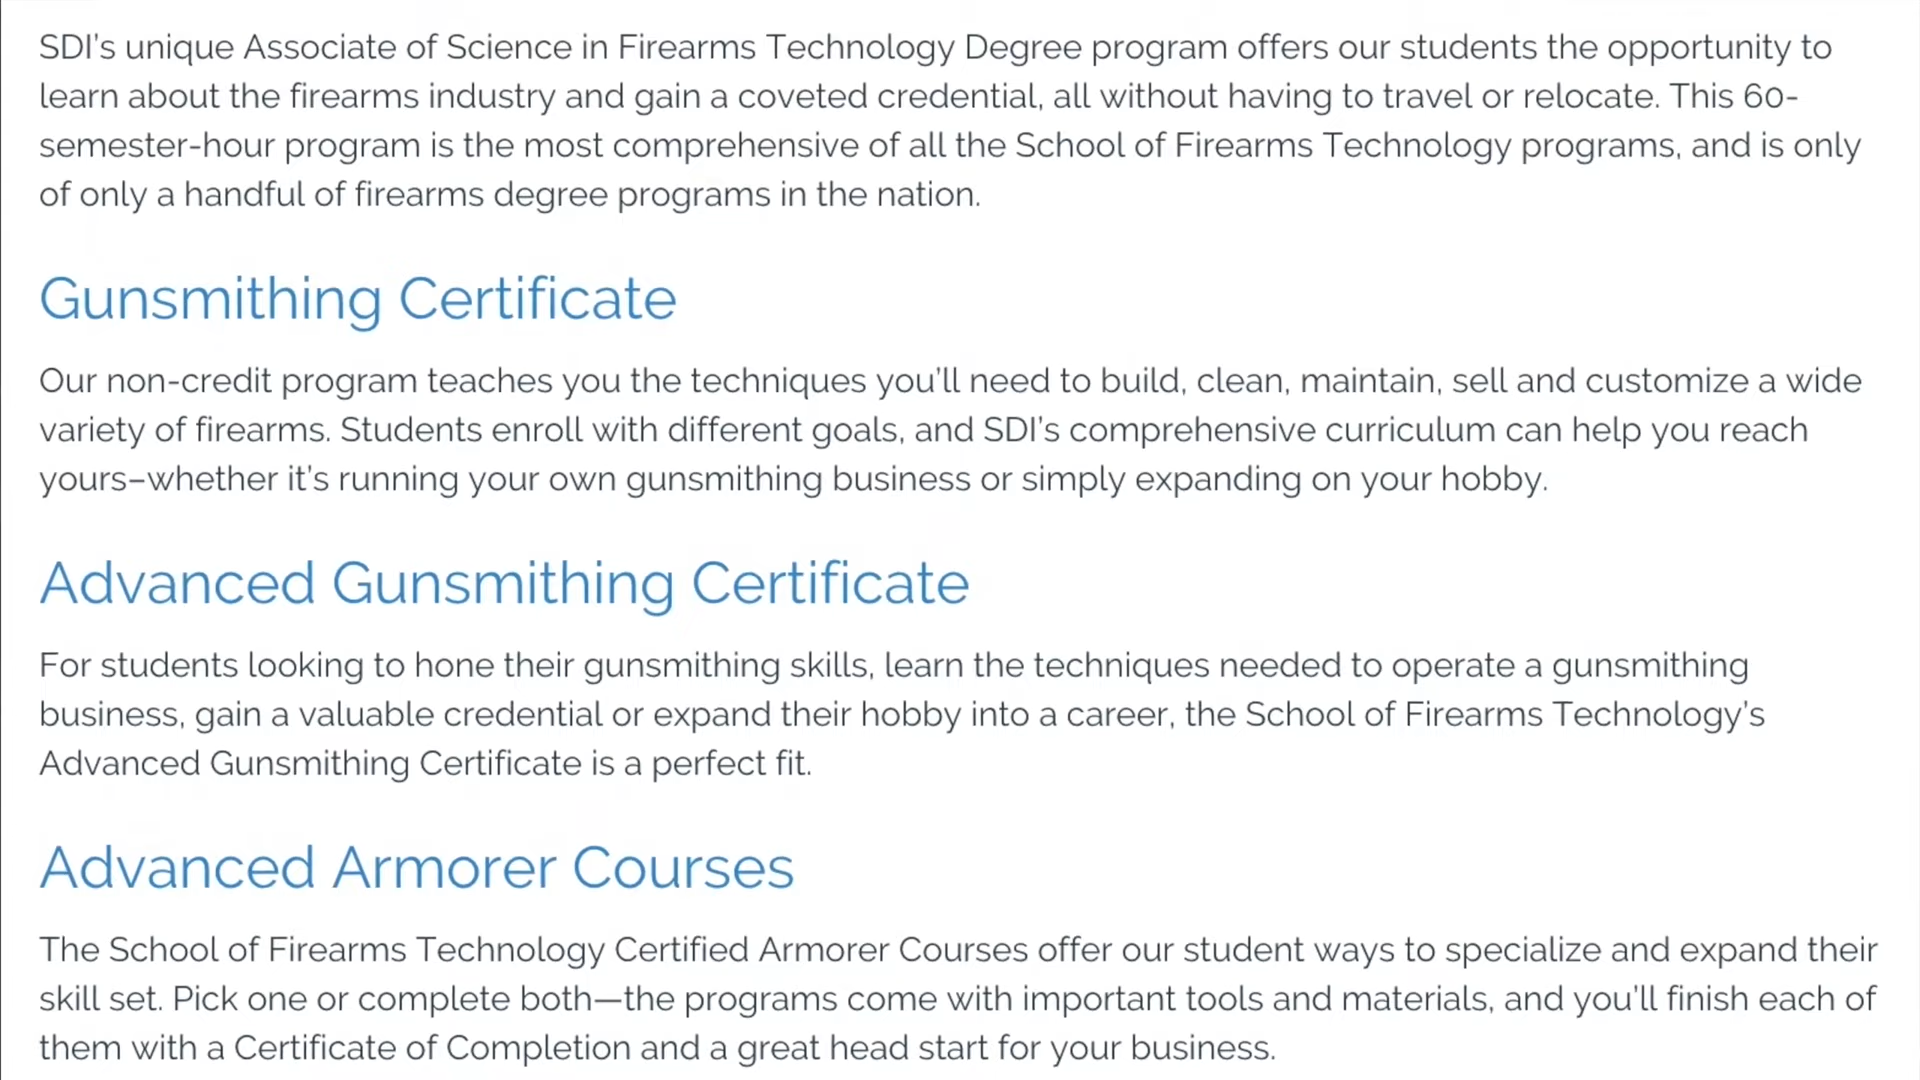 SDI's unique Associate of Science in Firearms Technology Degree program offers our students the opportunity to
learn about the firearms industry and gain a coveted credential, all without having to travel or relocate. This 60-
semester-hour program is the most comprehensive of all the School of Firearms Technology programs, and is only
of only a handful of firearms degree programs in the nation.
Gunsmithing Certificate
Our non-credit program teaches you the techniques you'll need to build, clean, maintain, sell and customize a wide
variety of firearms. Students enroll with different goals, and SDI's comprehensive curriculum can help you reach
yours–whether it's running your own gunsmithing business or simply expanding on your hobby.
Advanced Gunsmithing Certificate
For students looking to hone their gunsmithing skills, learn the techniques needed to operate a gunsmithing
business, gain a valuable credential or expand their hobby into a career, the School of Firearms Technology's
Advanced Gunsmithing Certificate is a perfect fit.
Advanced Armorer Courses
The School of Firearms Technology Certified Armorer Courses offer our student ways to specialize and expand their
skill set. Pick one or complete both—the programs come with important tools and materials, and you'll finish each of
them with a Certificate of Completion and a great head start for your business.